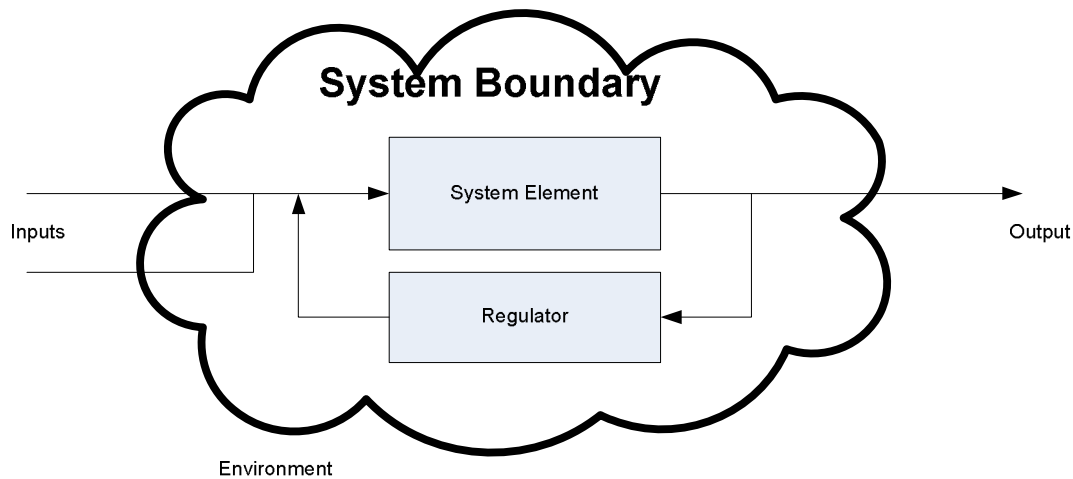 System Boundary
System Element
Inputs
Output
Regulator
Environment